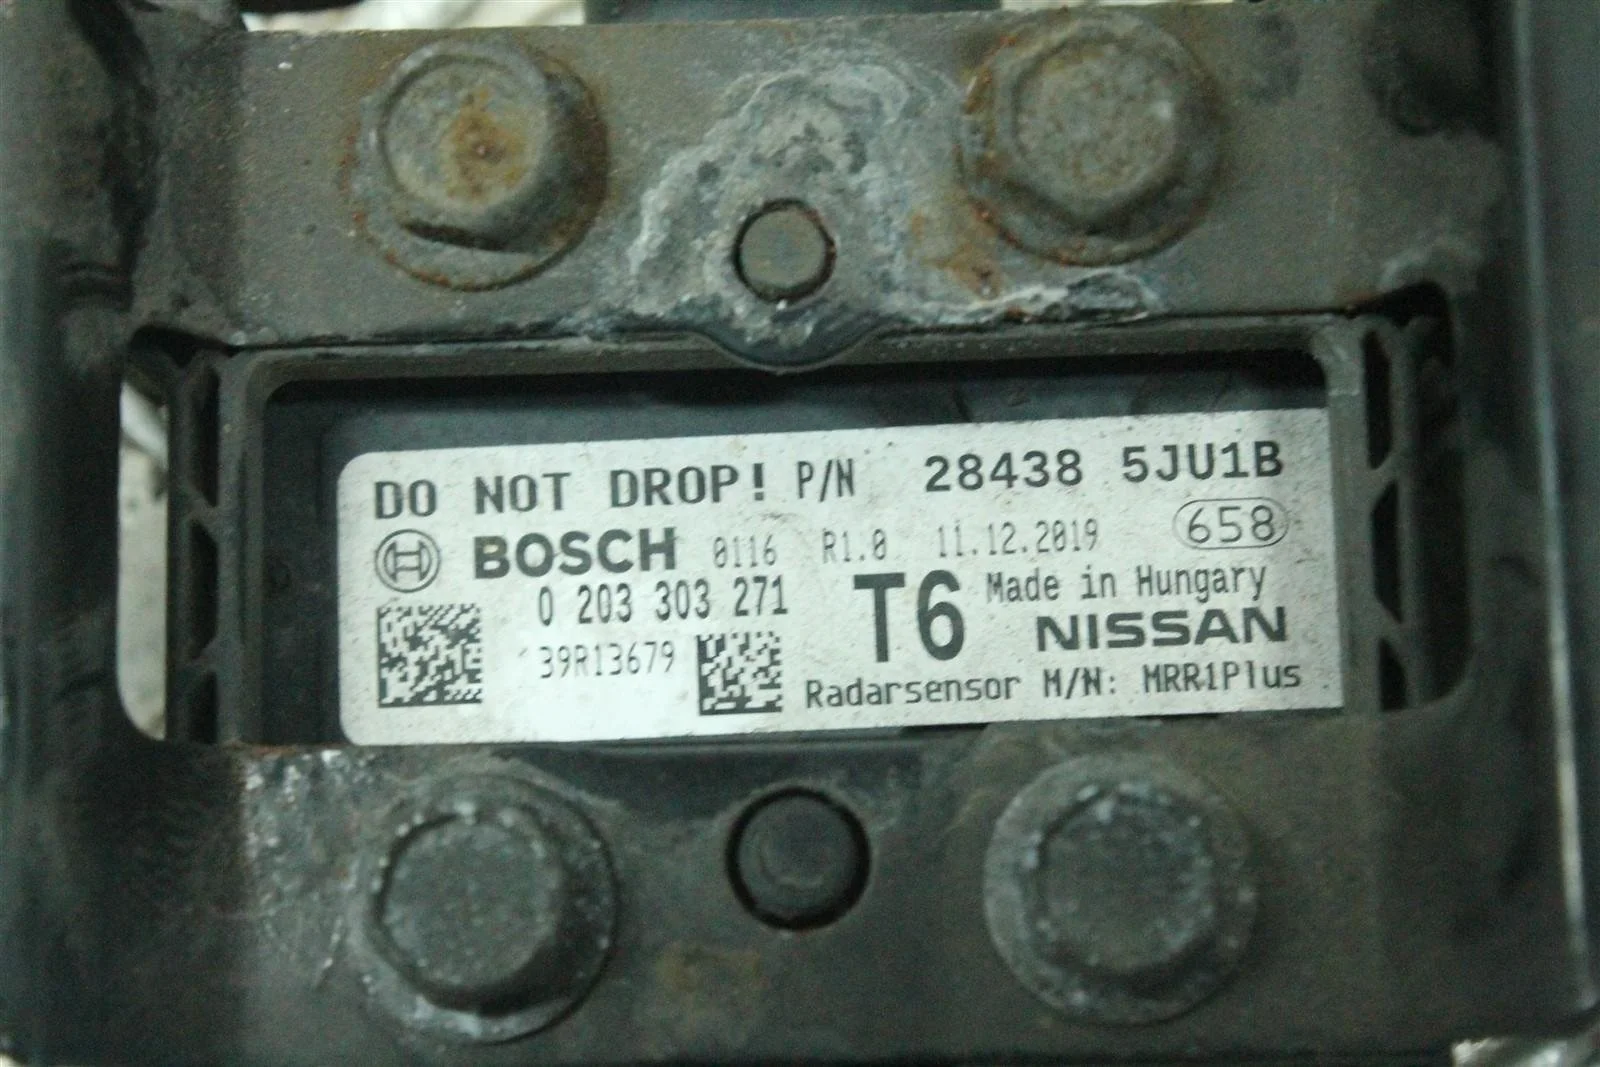 DO NOT DROP! P/N 28438 5JU1B
BOSCH 0116 R1.0 11.12.2019 658
0 203 303 271 T6 Made in Hungary
39R13679 NISSAN
Radarsensor M/N: MRR1Plus